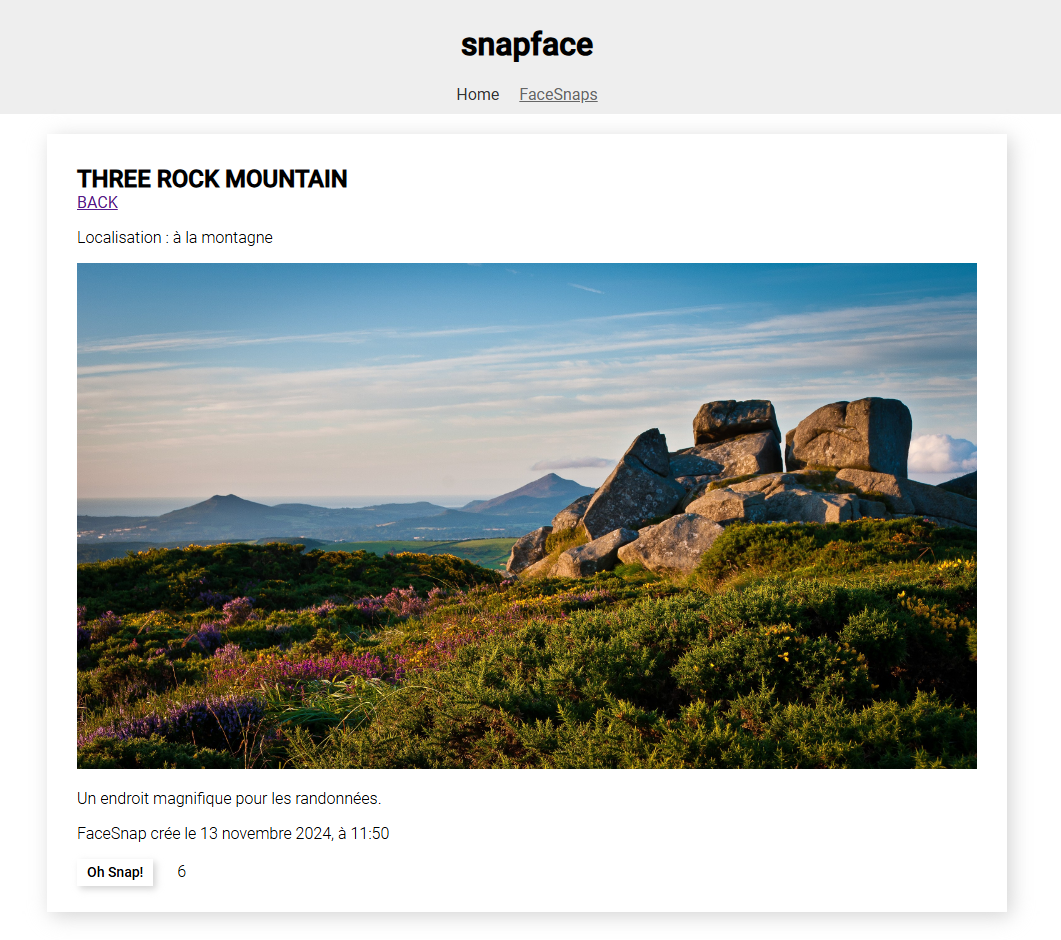 snapface
Home FaceSnaps
THREE ROCK MOUNTAIN
BACK
Localisation : à la montagne
Un endroit magnifique pour les randonnées.
FaceSnap crée le 13 novembre 2024, à 11:50
Oh Snap! 6